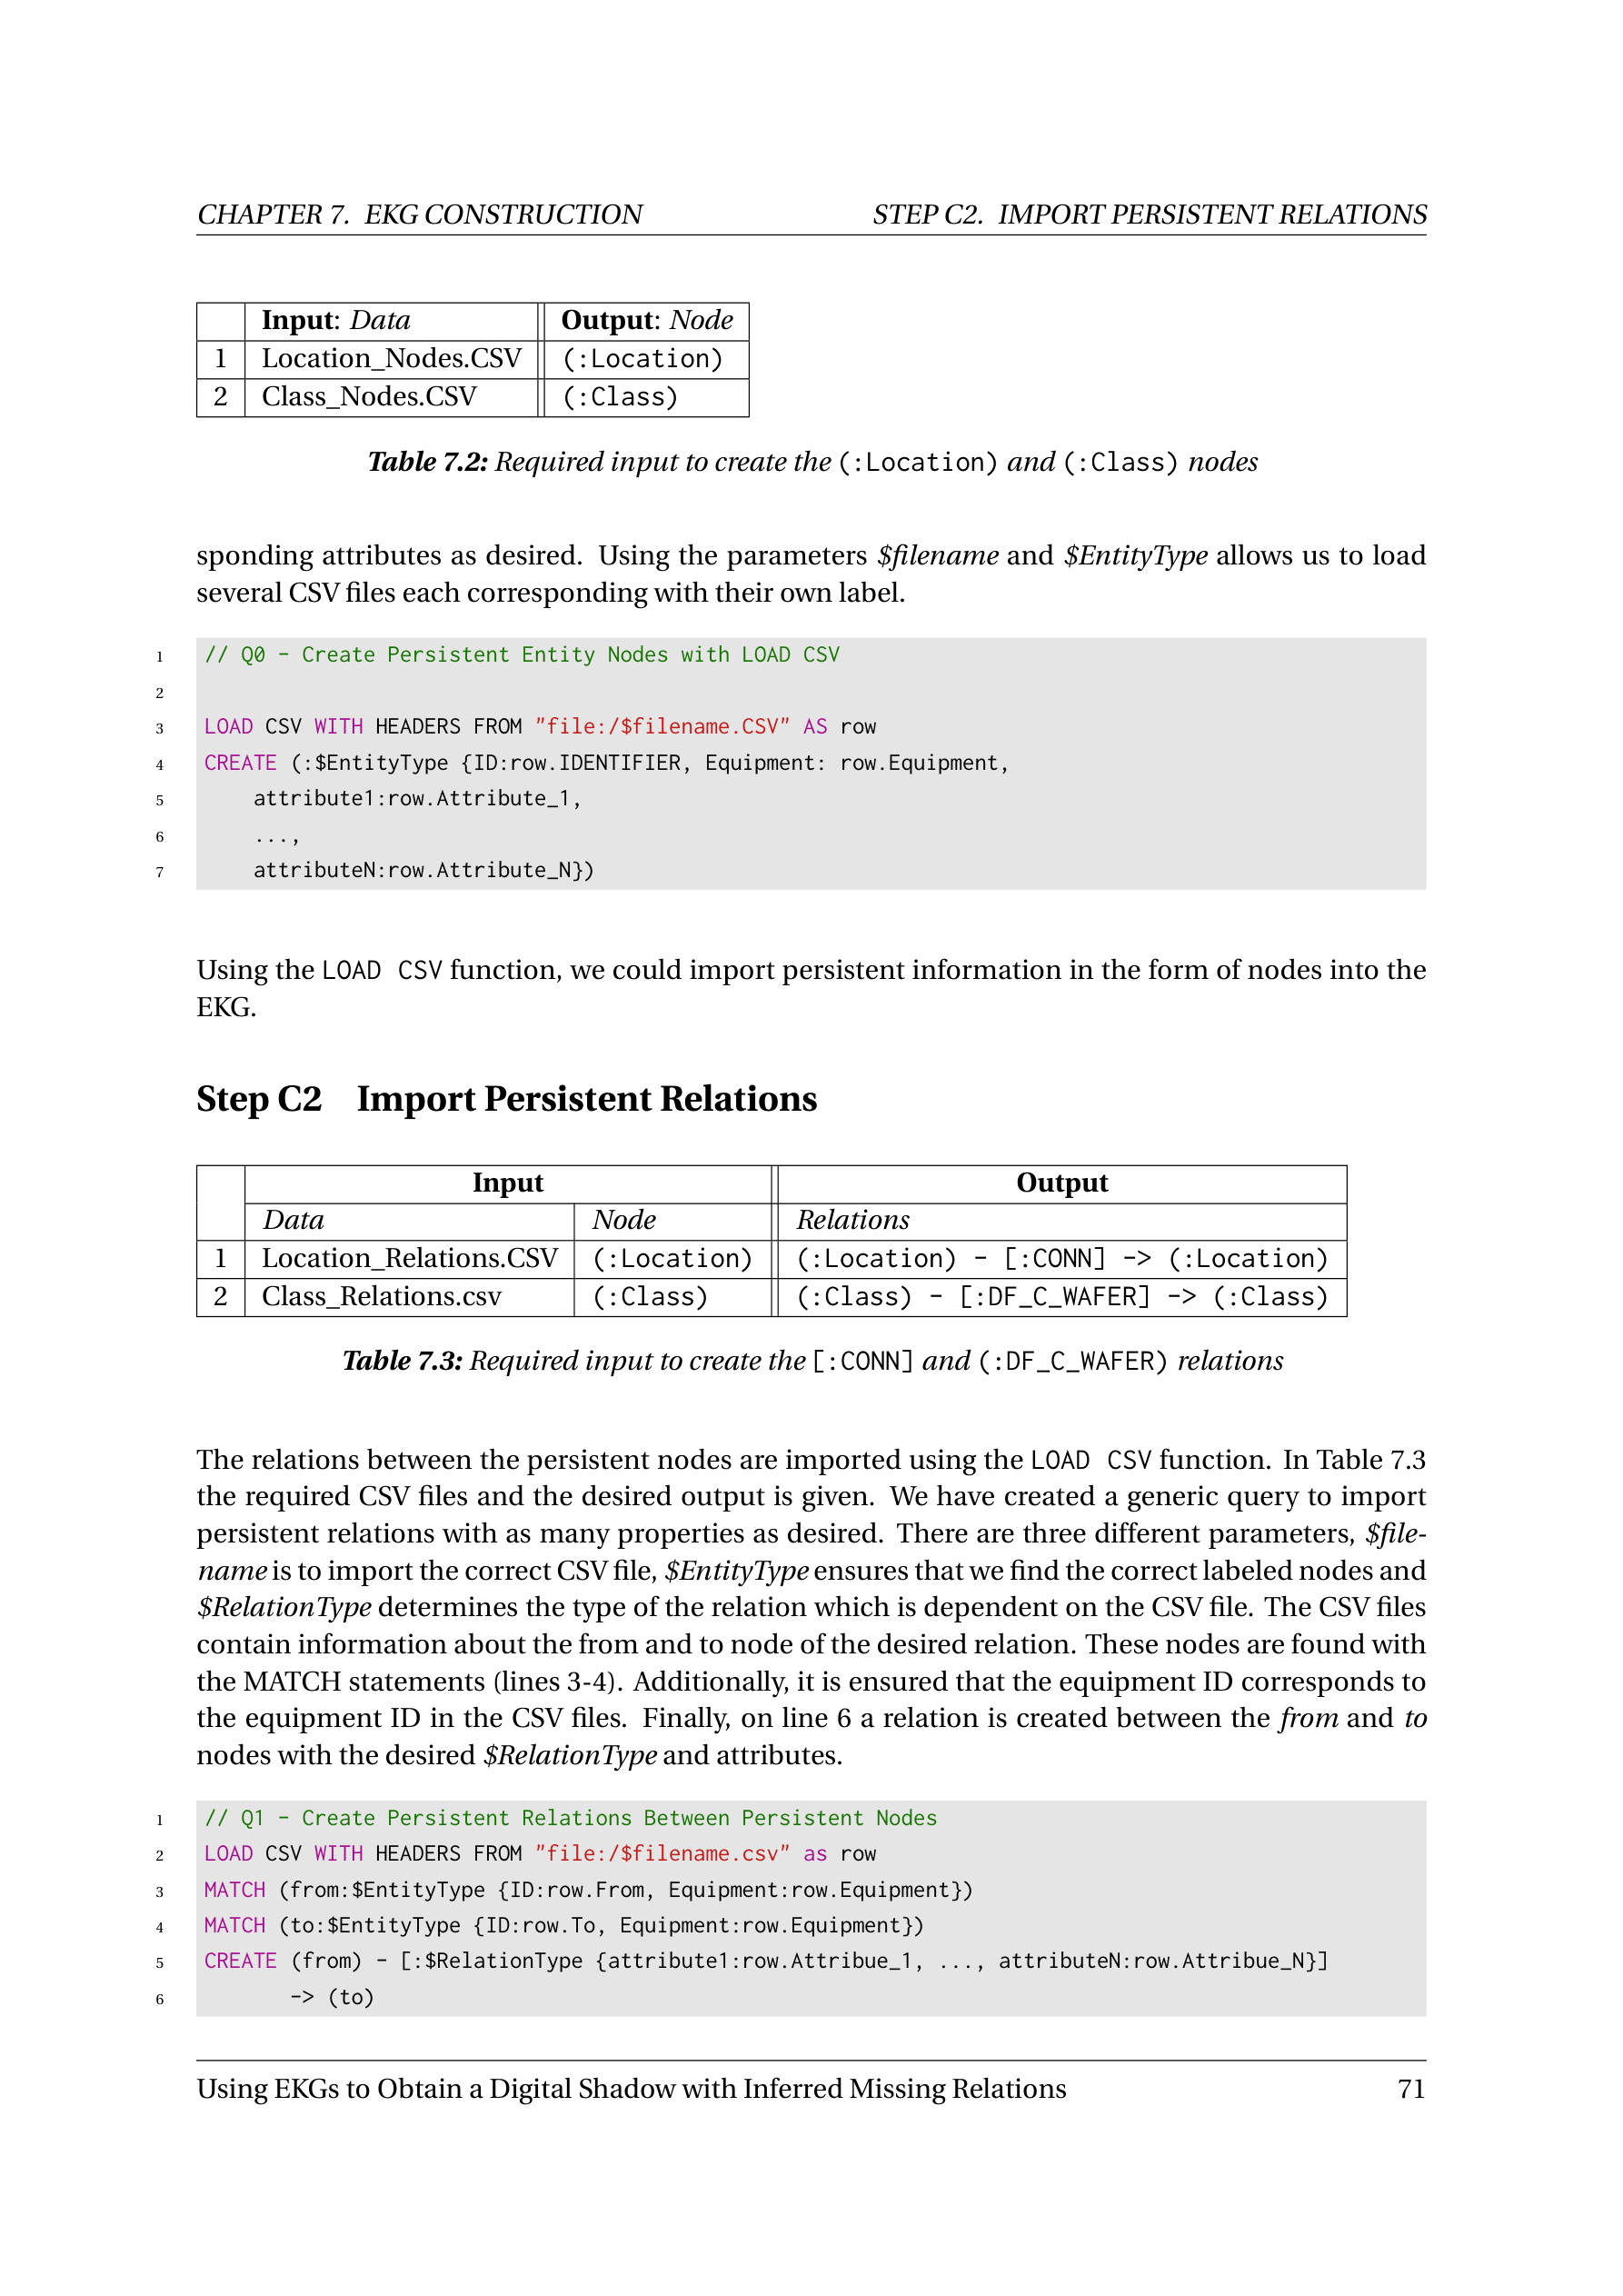 CHAPTER 7. EKG CONSTRUCTION STEP C2. IMPORT PERSISTENT RELATIONS
Input: Data Output: Node
1 Location_Nodes.CSV (:Location)
2 Class_Nodes.CSV (:Class)
Table 7.2: Required input to create the (:Location) and (:Class) nodes
sponding attributes as desired. Using the parameters $filename and $EntityType allows us to load
several CSV files each corresponding with their own label.
1 // Q0 - Create Persistent Entity Nodes with LOAD CSV
2
3 LOAD CSV WITH HEADERS FROM "file:/$filename.CSV" AS row
4 CREATE (:$EntityType {ID:row.IDENTIFIER, Equipment: row.Equipment,
5 attribute1:row.Attribute_1,
6 ...,
7 attributeN:row.Attribute_N})
Using the LOAD CSV function, we could import persistent information in the form of nodes into the
EKG.
Step C2 Import Persistent Relations
Input Output
Data Node Relations
1 Location_Relations.CSV (:Location) (:Location) - [:CONN] -> (:Location)
2 Class_Relations.csv (:Class) (:Class) - [:DF_C_WAFER] -> (:Class)
Table 7.3: Required input to create the [:CONN] and (:DF_C_WAFER) relations
The relations between the persistent nodes are imported using the LOAD CSV function. In Table 7.3
the required CSV files and the desired output is given. We have created a generic query to import
persistent relations with as many properties as desired. There are three different parameters, $file-
name is to import the correct CSV file, $EntityType ensures that we find the correct labeled nodes and
$RelationType determines the type of the relation which is dependent on the CSV file. The CSV files
contain information about the from and to node of the desired relation. These nodes are found with
the MATCH statements (lines 3-4). Additionally, it is ensured that the equipment ID corresponds to
the equipment ID in the CSV files. Finally, on line 6 a relation is created between the from and to
nodes with the desired $RelationType and attributes.
1 // Q1 - Create Persistent Relations Between Persistent Nodes
2 LOAD CSV WITH HEADERS FROM "file:/$filename.csv" as row
3 MATCH (from:$EntityType {ID:row.From, Equipment:row.Equipment})
4 MATCH (to:$EntityType {ID:row.To, Equipment:row.Equipment})
5 CREATE (from) - [:$RelationType {attribute1:row.Attribue_1, ..., attributeN:row.Attribue_N}]
6 -> (to)
Using EKGs to Obtain a Digital Shadow with Inferred Missing Relations 71